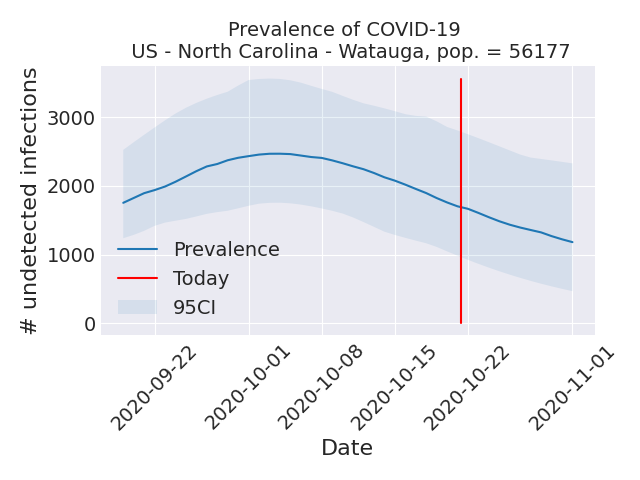 Prevalence of COVID-19
US - North Carolina - Watauga, pop. = 56177
# undetected infections
3000
2000
1000
0
Prevalence
Today
95CI
2020-09-22
2020-10-01
2020-10-08
2020-10-15
2020-10-22
2020-11-01
Date